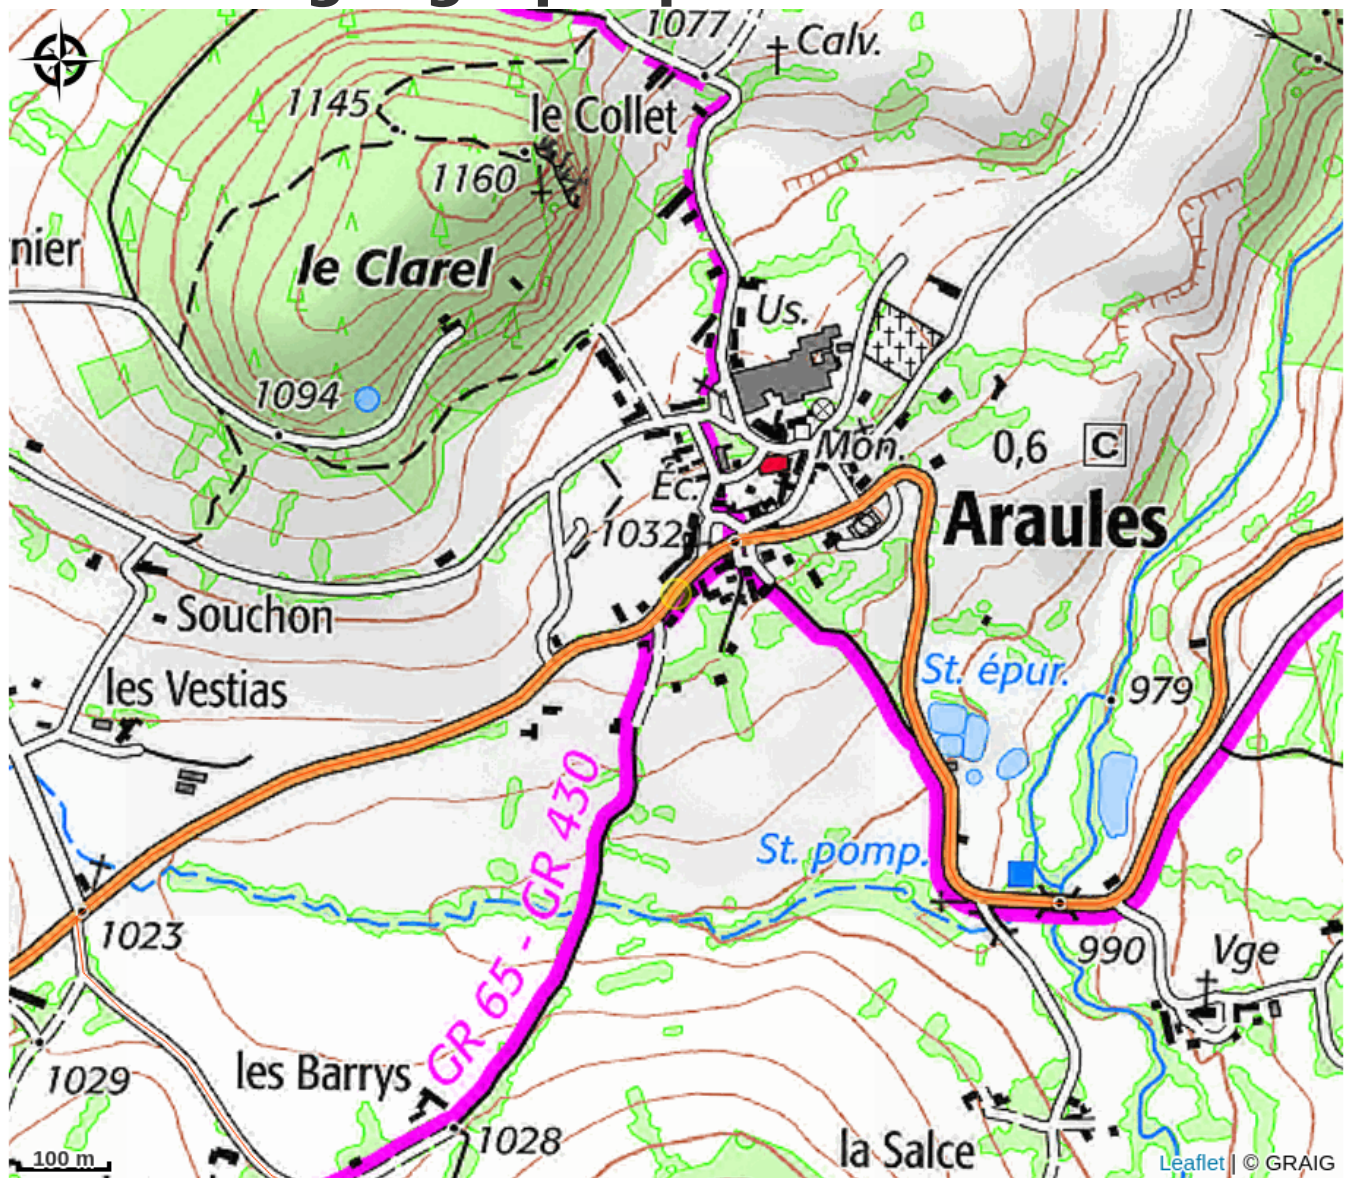 1077
Calv.
1145
le Collet
1160
nier
le Clarel
Us.
1094
0,6
C
Mon.
Éc.
Araules
1032
Souchon
St. épur.
les Vestias
979
GR 65 - GR 430
St. pomp.
1023
990
Vge
les Barrys
1029
1028
la Salce
100 m
Leaflet | © GRAIG